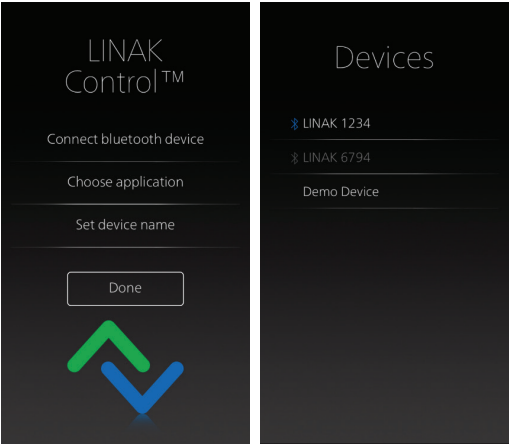 LINAK
Control™
Connect bluetooth device
Choose application
Set device name
Done
Devices
LINAK 1234
LINAK 6794
Demo Device